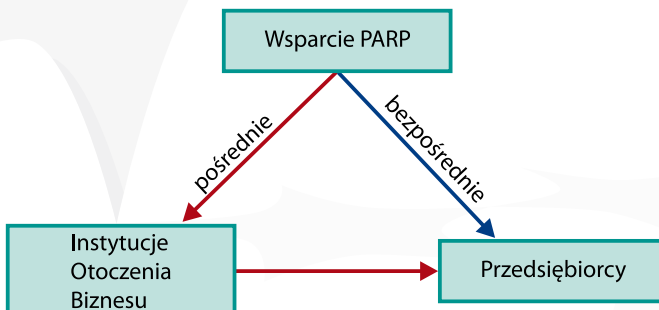 Wsparcie PARP
pośrednie
bezpośrednie
Instytucje
Otoczenia
Biznesu
Przedsiębiorcy